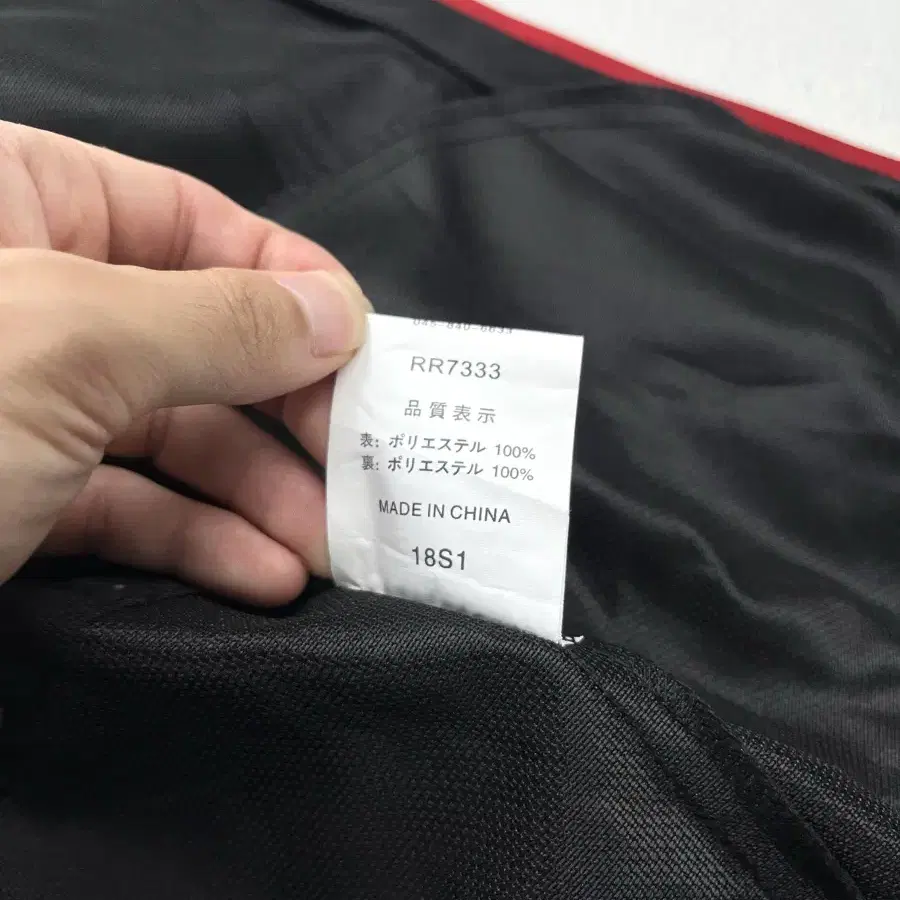 RR7333
品質表示
表: ポリエステル 100%
裏: ポリエステル 100%
MADE IN CHINA
18S1